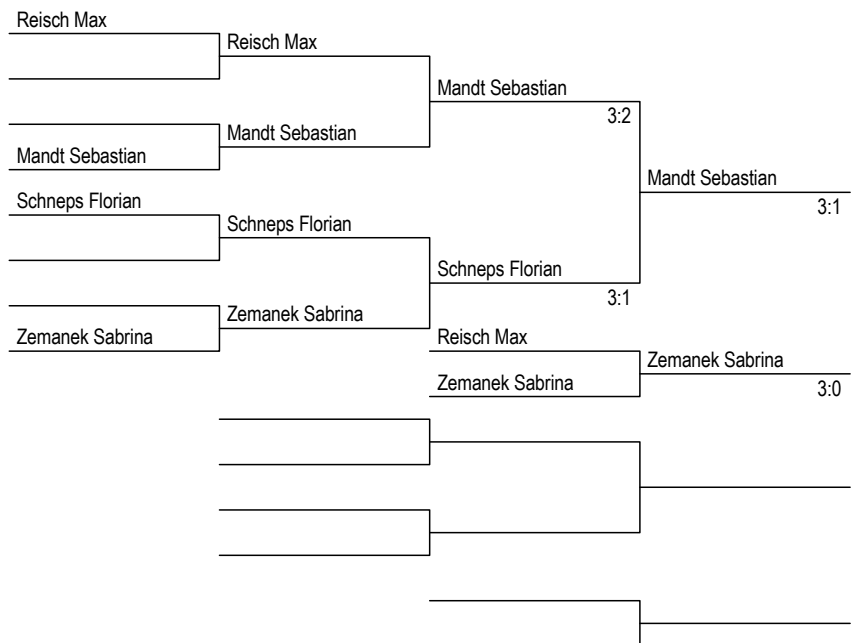 Reisch Max
Reisch Max
Mandt Sebastian
3:2
Mandt Sebastian
Mandt Sebastian
Mandt Sebastian
3:1
Schneps Florian
Schneps Florian
Schneps Florian
3:1
Zemanek Sabrina
Zemanek Sabrina
Reisch Max
Zemanek Sabrina
Zemanek Sabrina
3:0